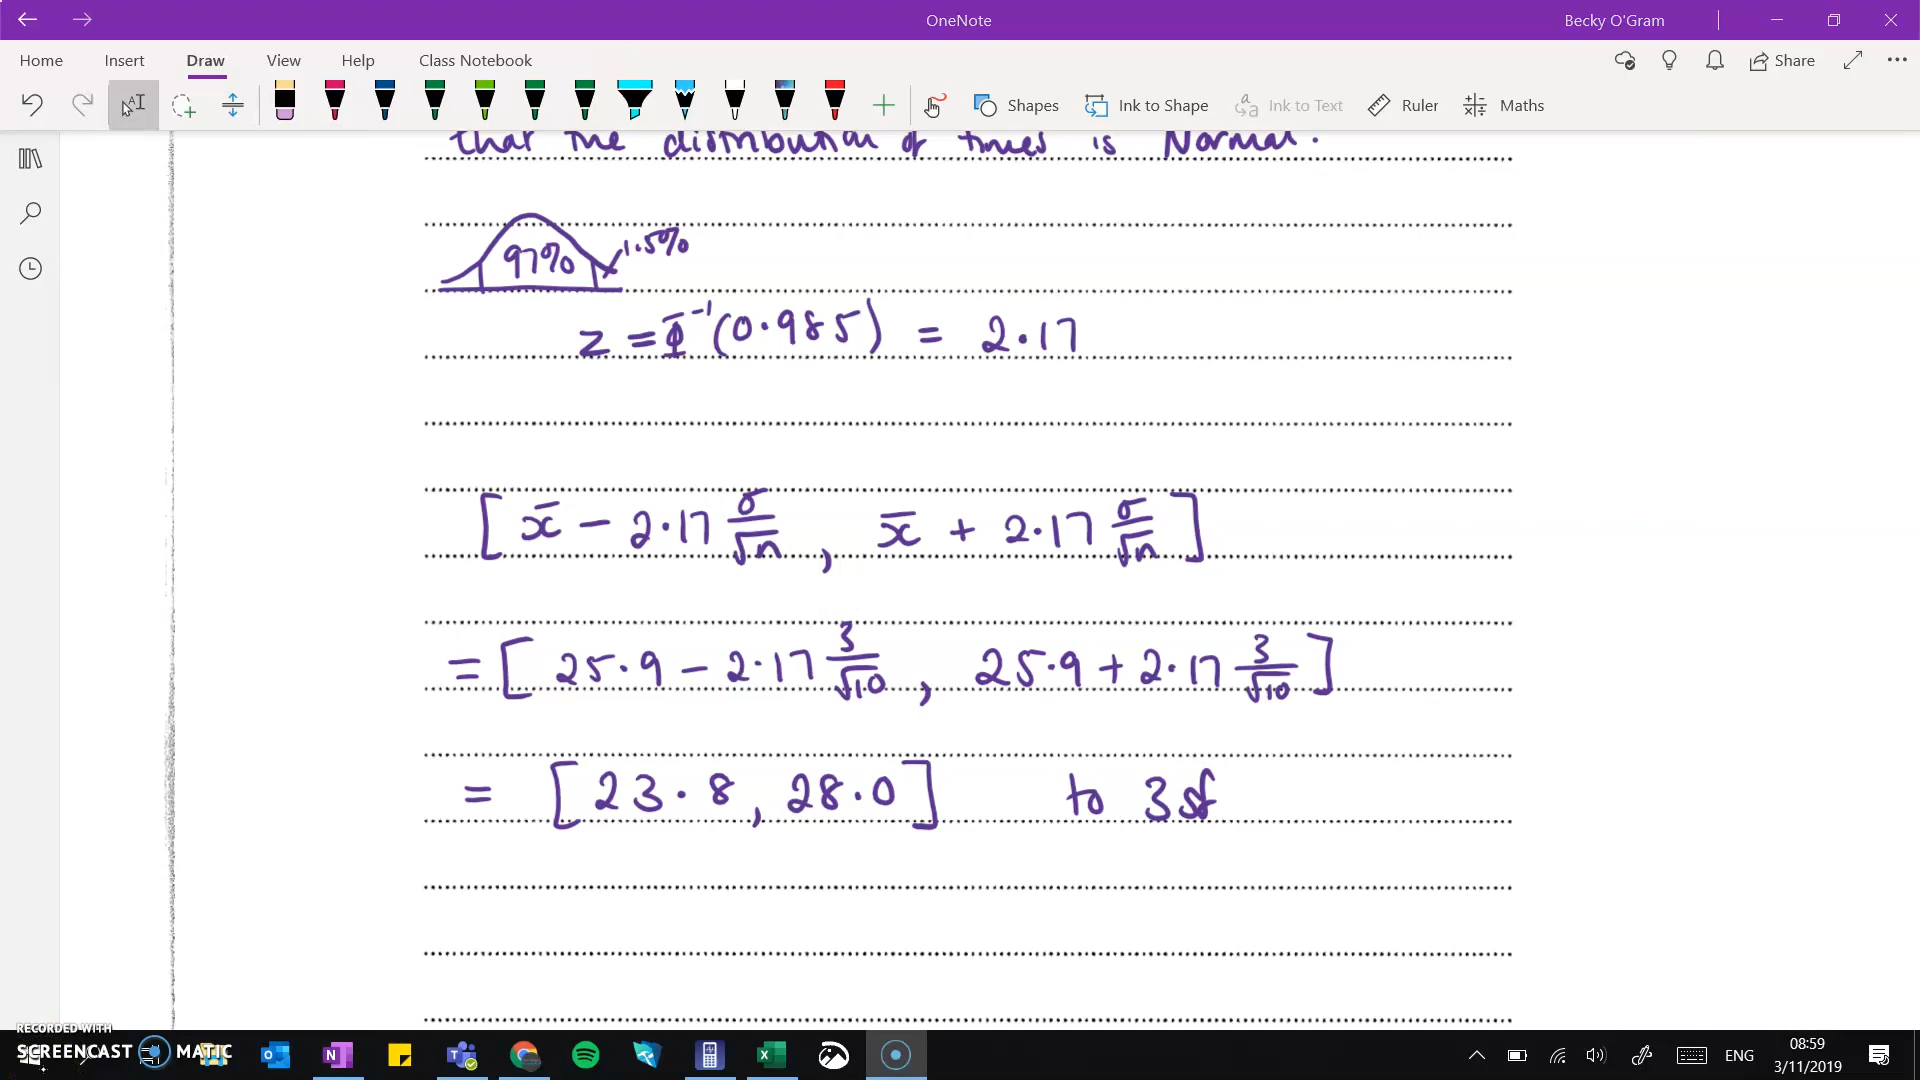 OneNote
Becky O'Gram
Home Insert Draw View Help Class Notebook
Share
Shapes Ink to Shape Ink to Text Ruler Maths
that the distribution of times is Normal.
97% 1.5%
z = Φ⁻¹(0.985) = 2.17
[ x̄ − 2.17 σ/√n , x̄ + 2.17 σ/√n ]
= [ 25.9 − 2.17 3/√10 , 25.9 + 2.17 3/√10 ]
= [ 23.8 , 28.0 ] to 3sf
RECORDED WITH
SCREENCAST MATIC
ENG
08:59
3/11/2019